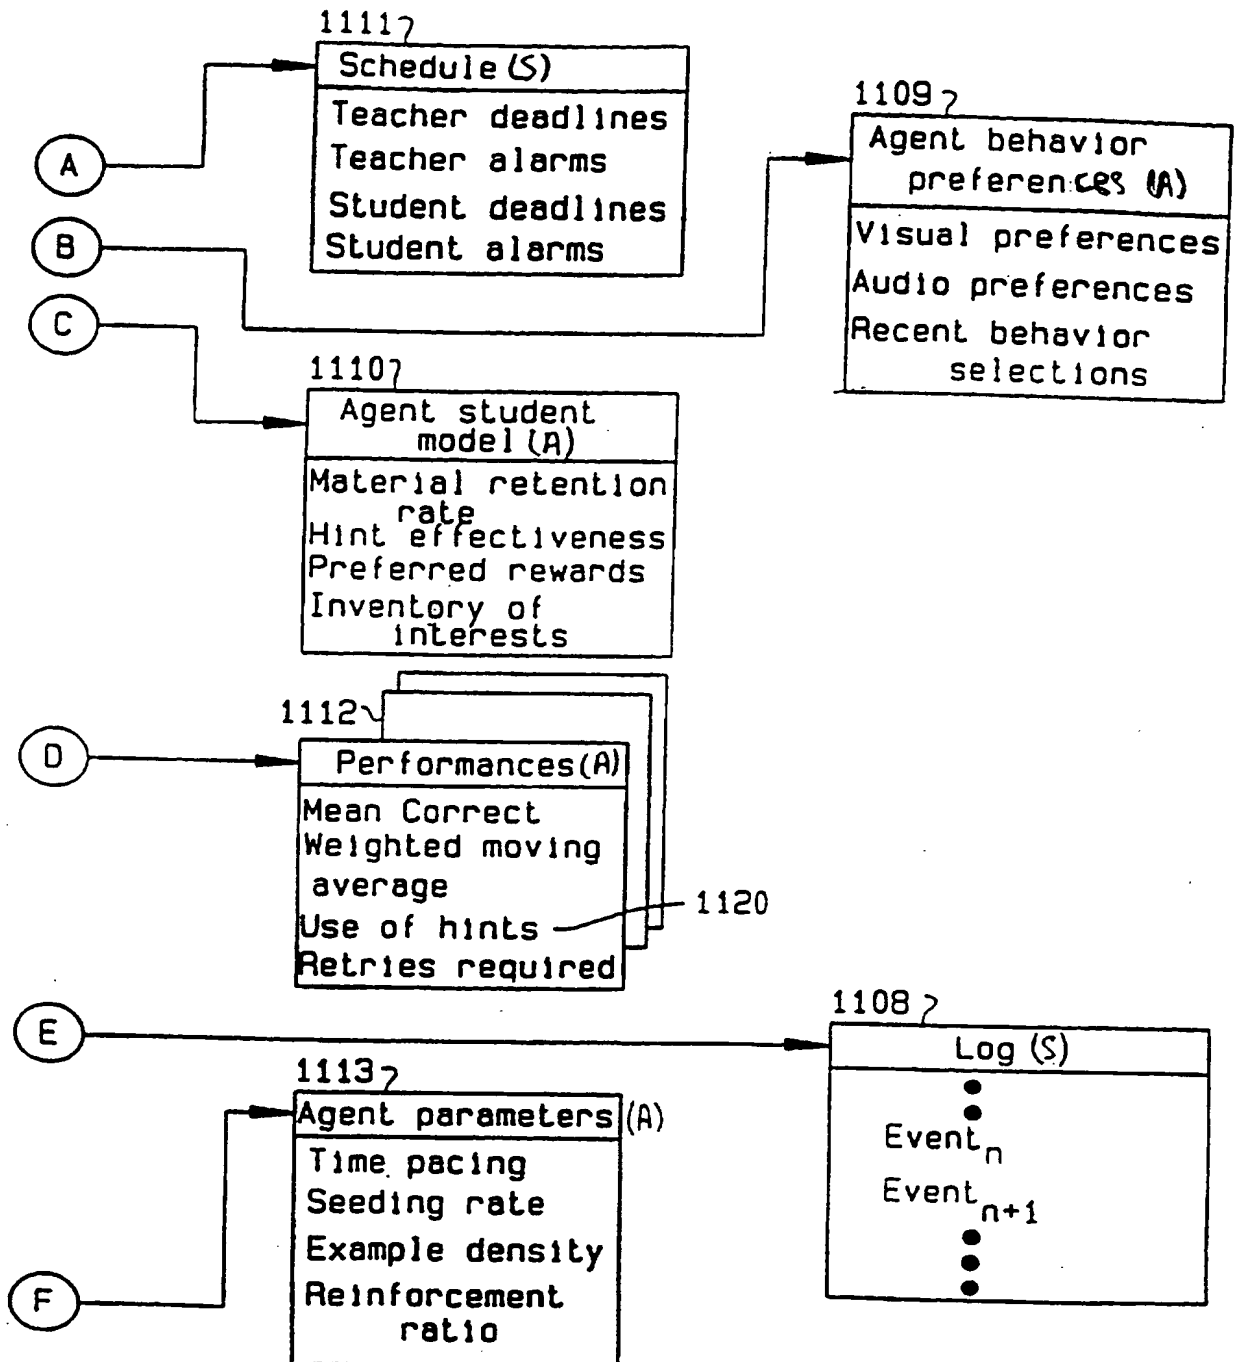 1111
Schedule (S)
Teacher deadlines
Teacher alarms
Student deadlines
Student alarms
A
B
C
1109
Agent behavior
preferences (A)
Visual preferences
Audio preferences
Recent behavior
selections
1110
Agent student
model (A)
Material retention
rate
Hint effectiveness
Preferred rewards
Inventory of
interests
1112
D
Performances (A)
Mean Correct
Weighted moving
average
Use of hints
1120
Retries required
E
1108
Log (S)
Event n
Event n+1
1113
Agent parameters (A)
Time pacing
Seeding rate
Example density
Reinforcement
ratio
F